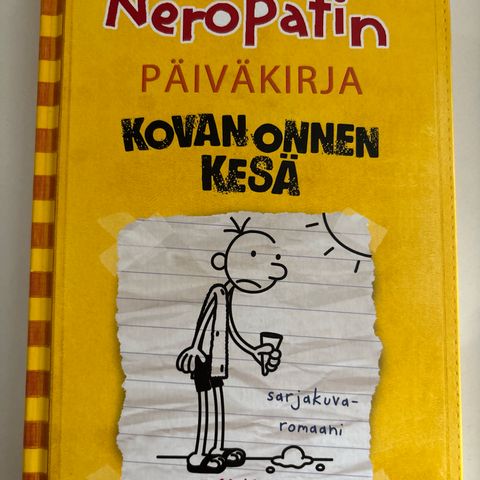 Neropatin
PÄIVÄKIRJA
KOVAN ONNEN
KESÄ
sarjakuva-
romaani